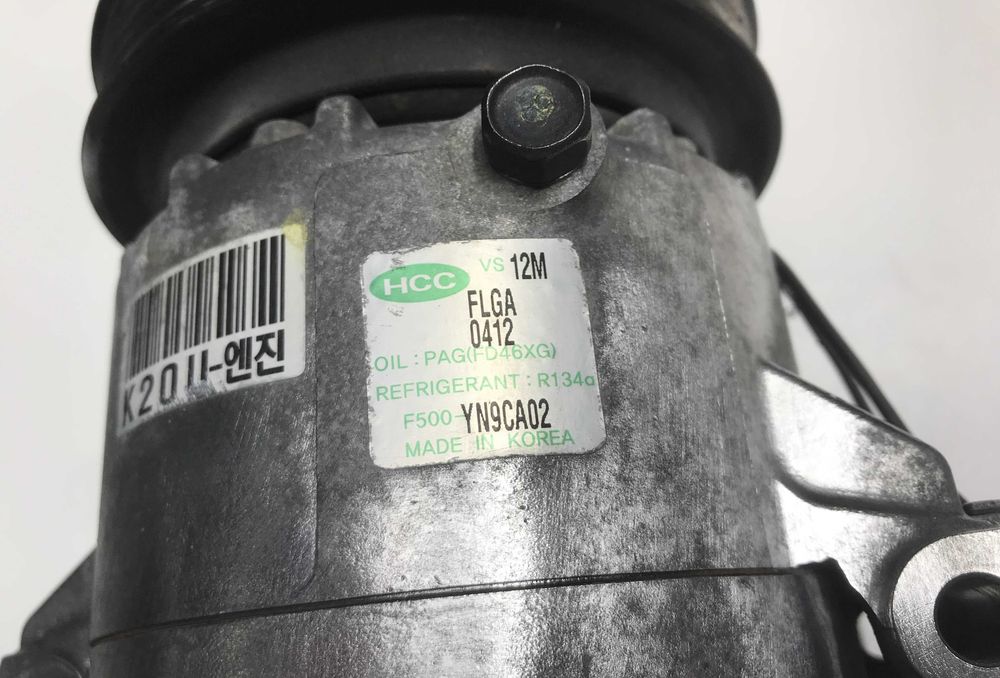 K20U-엔진
HCC VS 12M
FLGA
0412
OIL : PAG(FD46XG)
REFRIGERANT : R134a
F500-YN9CA02
MADE IN KOREA